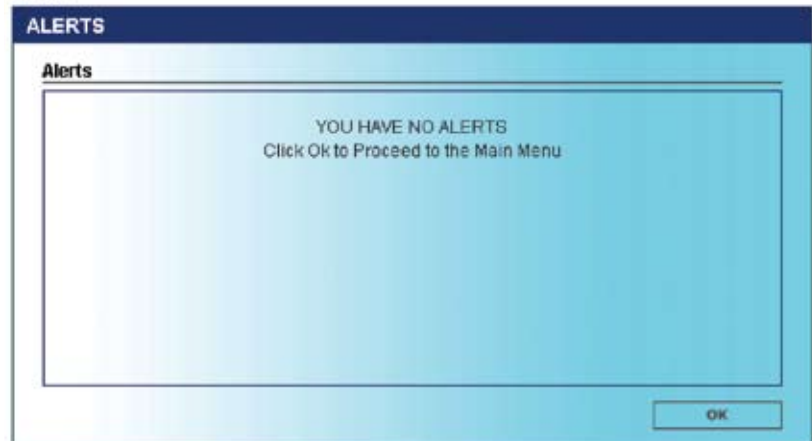 ALERTS
Alerts
YOU HAVE NO ALERTS
Click Ok to Proceed to the Main Menu
OK